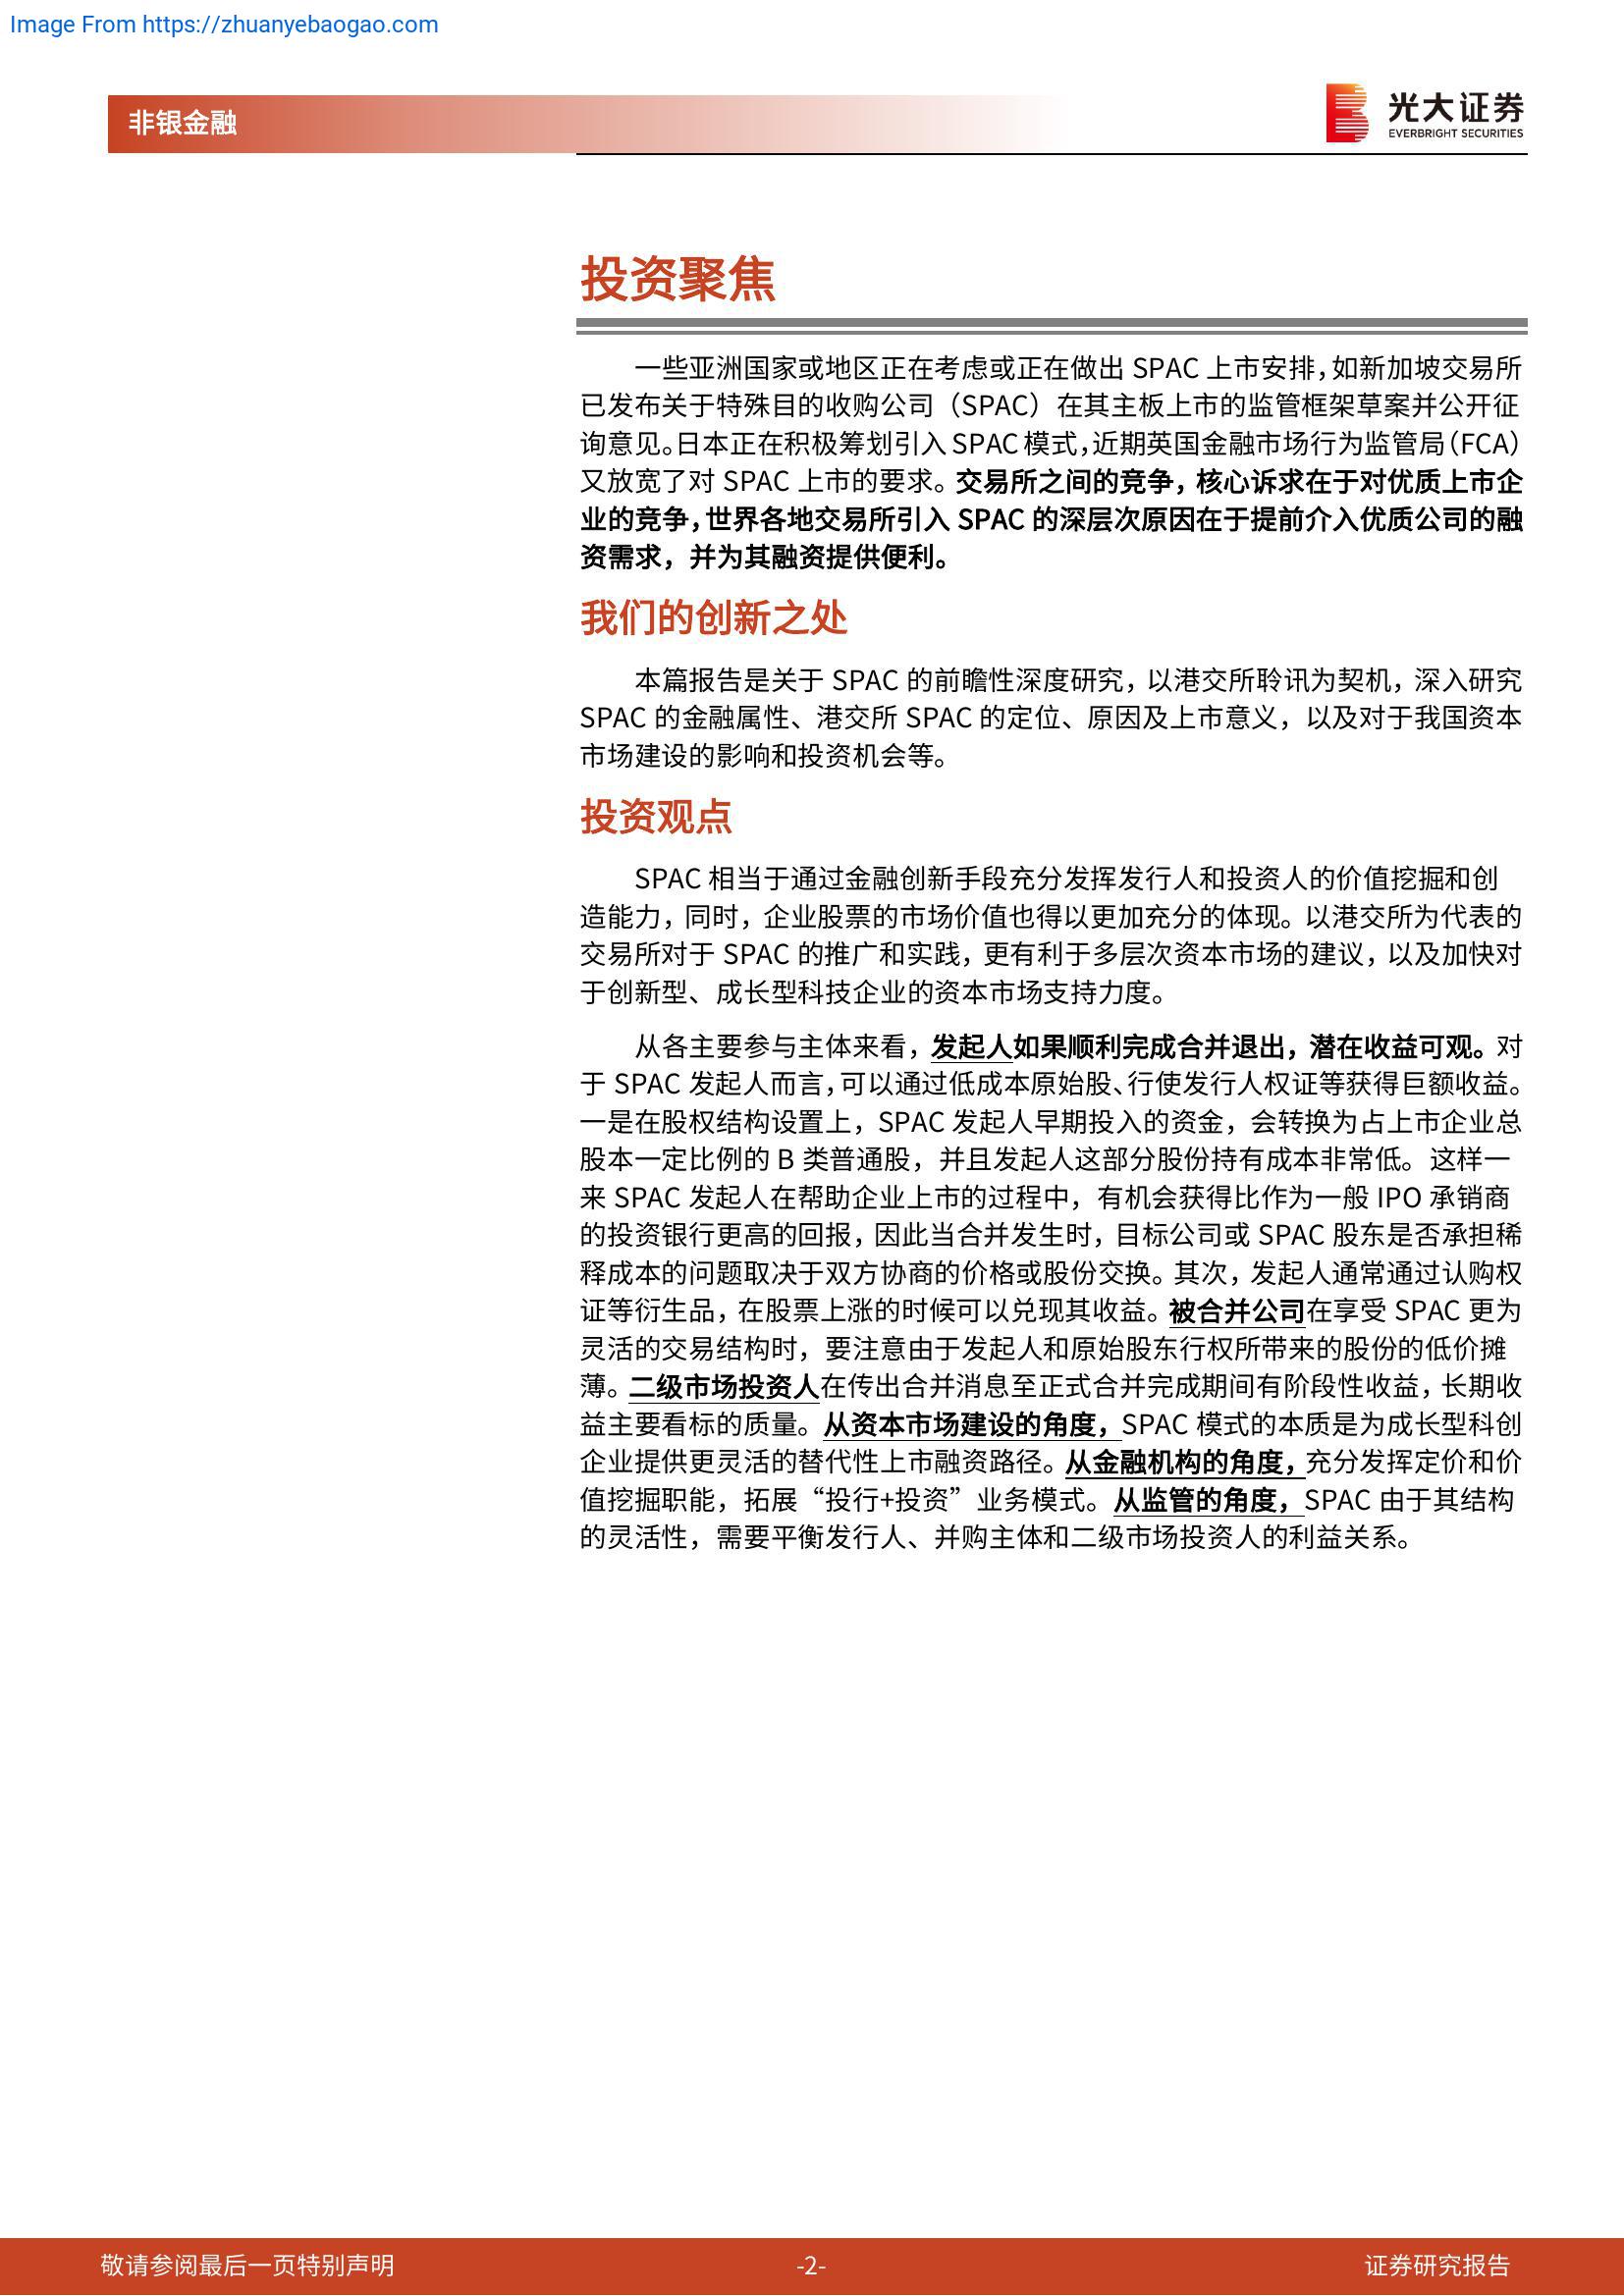 Image From https://zhuanyebaogao.com
非银金融
光大证券
EVERBRIGHT SECURITIES
投资聚焦
一些亚洲国家或地区正在考虑或正在做出 SPAC 上市安排，如新加坡交易所
已发布关于特殊目的收购公司（SPAC）在其主板上市的监管框架草案并公开征
询意见。日本正在积极筹划引入 SPAC 模式，近期英国金融市场行为监管局（FCA）
又放宽了对 SPAC 上市的要求。交易所之间的竞争，核心诉求在于对优质上市企
业的竞争，世界各地交易所引入 SPAC 的深层次原因在于提前介入优质公司的融
资需求，并为其融资提供便利。
我们的创新之处
本篇报告是关于 SPAC 的前瞻性深度研究，以港交所聆讯为契机，深入研究
SPAC 的金融属性、港交所 SPAC 的定位、原因及上市意义，以及对于我国资本
市场建设的影响和投资机会等。
投资观点
SPAC 相当于通过金融创新手段充分发挥发行人和投资人的价值挖掘和创
造能力，同时，企业股票的市场价值也得以更加充分的体现。以港交所为代表的
交易所对于 SPAC 的推广和实践，更有利于多层次资本市场的建议，以及加快对
于创新型、成长型科技企业的资本市场支持力度。
从各主要参与主体来看，发起人如果顺利完成合并退出，潜在收益可观。对
于 SPAC 发起人而言，可以通过低成本原始股、行使发行人权证等获得巨额收益。
一是在股权结构设置上，SPAC 发起人早期投入的资金，会转换为占上市企业总
股本一定比例的 B 类普通股，并且发起人这部分股份持有成本非常低。这样一
来 SPAC 发起人在帮助企业上市的过程中，有机会获得比作为一般 IPO 承销商
的投资银行更高的回报，因此当合并发生时，目标公司或 SPAC 股东是否承担稀
释成本的问题取决于双方协商的价格或股份交换。其次，发起人通常通过认购权
证等衍生品，在股票上涨的时候可以兑现其收益。被合并公司在享受 SPAC 更为
灵活的交易结构时，要注意由于发起人和原始股东行权所带来的股份的低价摊
薄。二级市场投资人在传出合并消息至正式合并完成期间有阶段性收益，长期收
益主要看标的质量。从资本市场建设的角度，SPAC 模式的本质是为成长型科创
企业提供更灵活的替代性上市融资路径。从金融机构的角度，充分发挥定价和价
值挖掘职能，拓展“投行+投资”业务模式。从监管的角度，SPAC 由于其结构
的灵活性，需要平衡发行人、并购主体和二级市场投资人的利益关系。
敬请参阅最后一页特别声明
-2-
证券研究报告